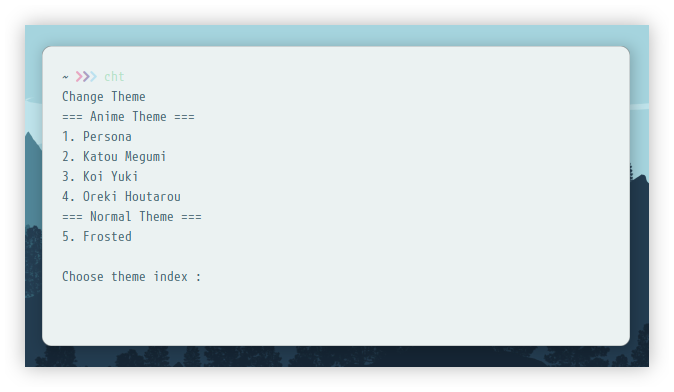 ~ ❯❯❯ cht
Change Theme
=== Anime Theme ===
1. Persona
2. Katou Megumi
3. Koi Yuki
4. Oreki Houtarou
=== Normal Theme ===
5. Frosted
Choose theme index :